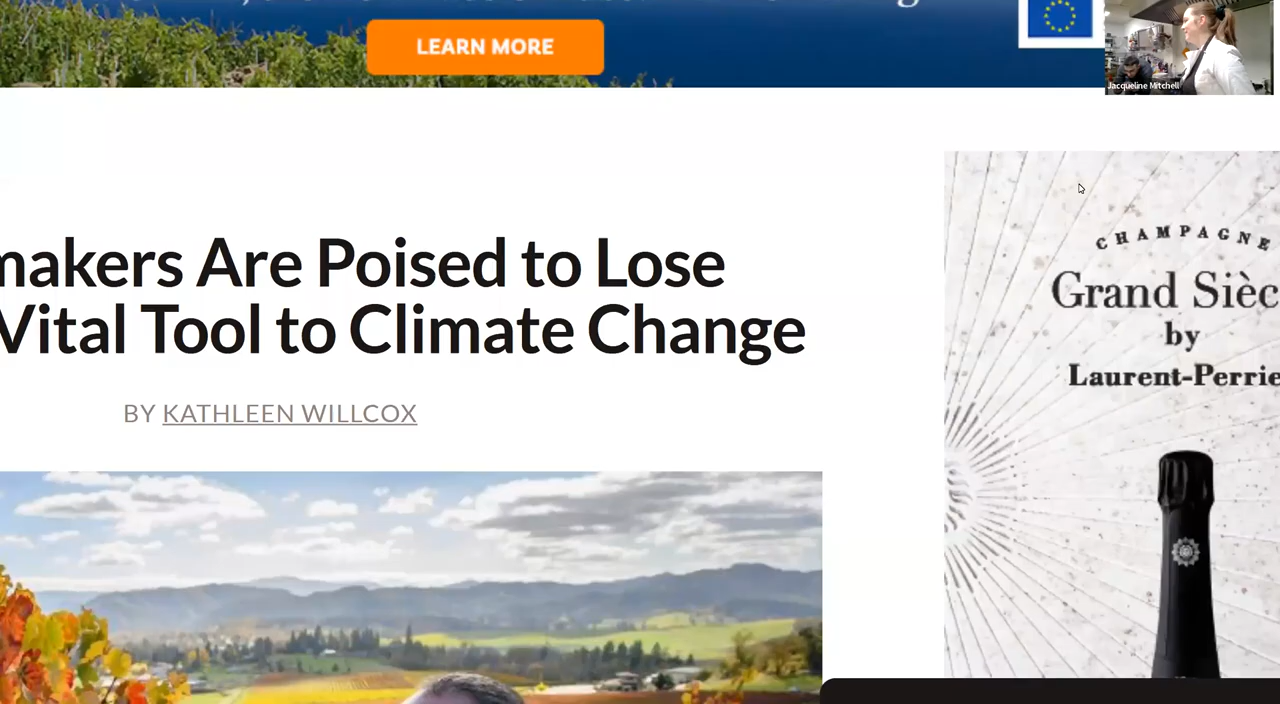 LEARN MORE
Jacqueline Mitchell
makers Are Poised to Lose
Vital Tool to Climate Change
BY KATHLEEN WILLCOX
CHAMPAGNE
Grand Sièc
by
Laurent-Perrie